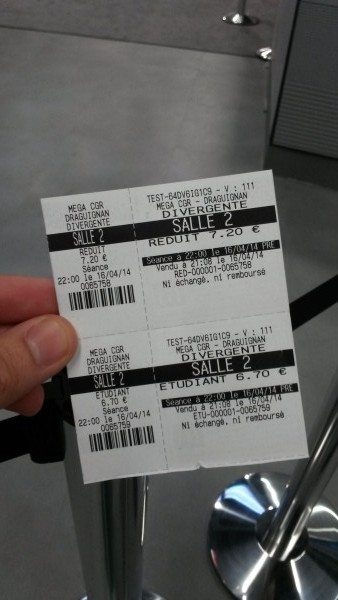 MEGA CGR
DRAGUIGNAN
DIVERGENTE
SALLE 2
REDUIT
7.20 €
Séance
22:00 le 16/04/14
0065758
TEST-64DV6IG1C9 - V : 111
MEGA CGR - DRAGUIGNAN
DIVERGENTE
SALLE 2
REDUIT 7.20 €
Séance à 22:00 le 16/04/14 PRE
Vendu à 21:08 le 16/04/14
RED-000001-0065758
Ni échangé, ni remboursé
MEGA CGR
DRAGUIGNAN
DIVERGENTE
SALLE 2
ETUDIANT
6.70 €
Séance
22:00 le 16/04/14
0065759
TEST-64DV6IG1C9 - V : 111
MEGA CGR - DRAGUIGNAN
DIVERGENTE
SALLE 2
ETUDIANT 6.70 €
Séance à 22:00 le 16/04/14 PRE
Vendu à 21:08 le 16/04/14
ETU-000001-0065759
Ni échangé, ni remboursé